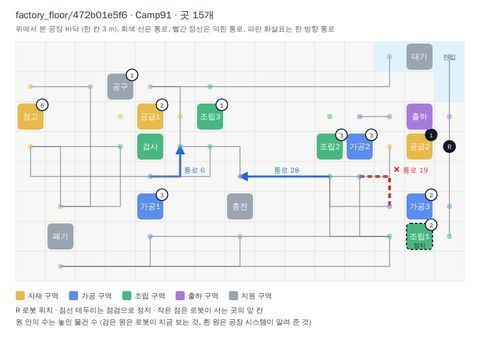 factory_floor/472b01e5f6 · Camp91 · 곳 15개
위에서 본 공장 바닥 (한 칸 3 m). 회색 선은 통로, 빨간 점선은 막힌 통로, 파란 화살표는 한 방향 통로
대기
공구
1
창고
6
공급1
2
조립3
1
출하
검사
조립2
3
가공2
3
공급2
1
R
통로 6
통로 28
✖ 통로 19
가공1
3
충전
가공3
2
폐기
조립1
2
자재 구역
가공 구역
조립 구역
출하 구역
지원 구역
R 로봇 위치 · 점선 테두리는 점검으로 정지 · 작은 점은 로봇이 서는 곳의 앞 칸
원 안의 수는 놓인 물건 수 (검은 원은 로봇이 지금 보는 것, 흰 원은 공장 시스템이 알려 준 것)